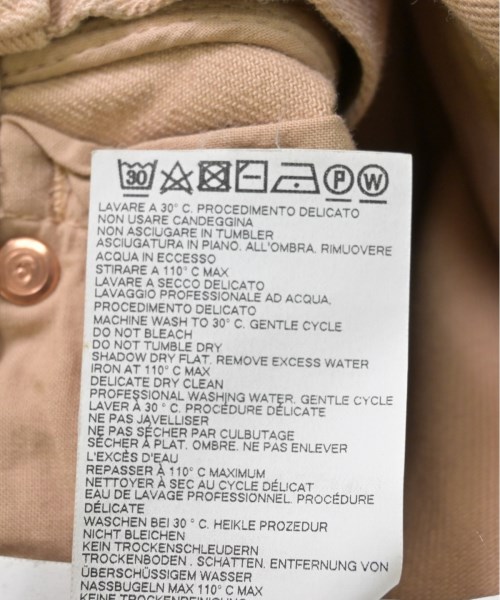 30 P W
LAVARE A 30° C. PROCEDIMENTO DELICATO
NON USARE CANDEGGINA
NON ASCIUGARE IN TUMBLER
ASCIUGATURA IN PIANO. ALL'OMBRA. RIMUOVERE
ACQUA IN ECCESSO
STIRARE A 110° C MAX
LAVARE A SECCO DELICATO
LAVAGGIO PROFESSIONALE AD ACQUA.
PROCEDIMENTO DELICATO
MACHINE WASH TO 30° C. GENTLE CYCLE
DO NOT BLEACH
DO NOT TUMBLE DRY
SHADOW DRY FLAT. REMOVE EXCESS WATER
IRON AT 110° C MAX
DELICATE DRY CLEAN
PROFESSIONAL WASHING WATER. GENTLE CYCLE
LAVER À 30° C. PROCÉDURE DÉLICATE
NE PAS JAVELLISER
NE PAS SÉCHER PAR CULBUTAGE
SÉCHER À PLAT. OMBRE. NE PAS ENLEVER
L'EXCÈS D'EAU
REPASSER À 110° C MAXIMUM
NETTOYER À SEC AU CYCLE DÉLICAT
EAU DE LAVAGE PROFESSIONNEL. PROCÉDURE
DÉLICATE
WASCHEN BEI 30° C. HEIKLE PROZEDUR
NICHT BLEICHEN
KEIN TROCKENSCHLEUDERN
TROCKENBODEN. SCHATTEN. ENTFERNUNG VON
ÜBERSCHÜSSIGEM WASSER
NASSBUGELN MAX 110° C
KEINE TROCKENREINIGUNG